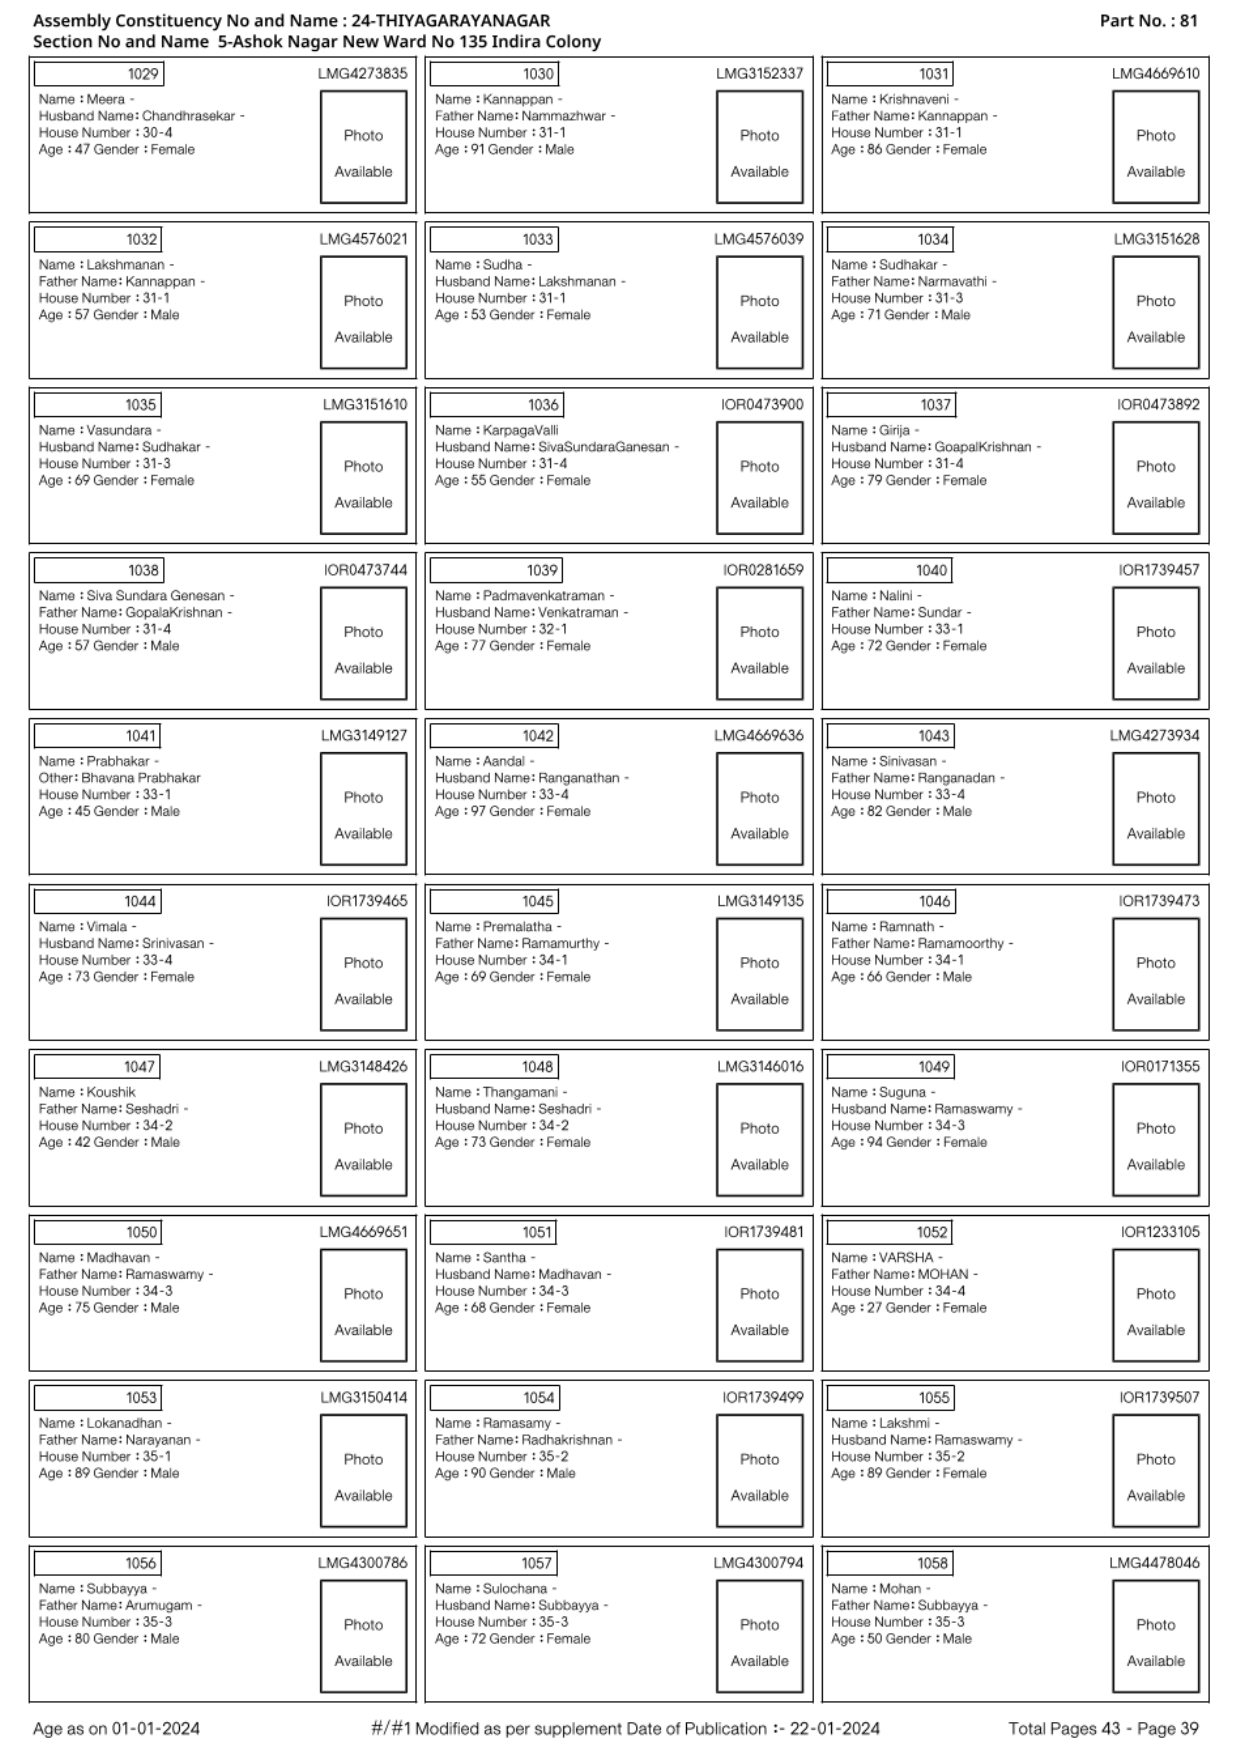 Assembly Constituency No and Name : 24-THIYAGARAYANAGAR
Part No. : 81
Section No and Name 5-Ashok Nagar New Ward No 135 Indira Colony
1029
LMG4273835
Name : Meera -
Husband Name: Chandhrasekar -
House Number : 30-4
Age : 47 Gender : Female
Photo
Available
1030
LMG3152337
Name : Kannappan -
Father Name: Nammazhwar -
House Number : 31-1
Age : 91 Gender : Male
Photo
Available
1031
LMG4669610
Name : Krishnaveni -
Father Name: Kannappan -
House Number : 31-1
Age : 86 Gender : Female
Photo
Available
1032
LMG4576021
Name : Lakshmanan -
Father Name: Kannappan -
House Number : 31-1
Age : 57 Gender : Male
Photo
Available
1033
LMG4576039
Name : Sudha -
Husband Name: Lakshmanan -
House Number : 31-1
Age : 53 Gender : Female
Photo
Available
1034
LMG3151628
Name : Sudhakar -
Father Name: Narmavathi -
House Number : 31-3
Age : 71 Gender : Male
Photo
Available
1035
LMG3151610
Name : Vasundara -
Husband Name: Sudhakar -
House Number : 31-3
Age : 69 Gender : Female
Photo
Available
1036
IOR0473900
Name : KarpagaValli
Husband Name: SivaSundaraGanesan -
House Number : 31-4
Age : 55 Gender : Female
Photo
Available
1037
IOR0473892
Name : Girija -
Husband Name: GoapalKrishnan -
House Number : 31-4
Age : 79 Gender : Female
Photo
Available
1038
IOR0473744
Name : Siva Sundara Genesan -
Father Name: GopalaKrishnan -
House Number : 31-4
Age : 57 Gender : Male
Photo
Available
1039
IOR0281659
Name : Padmavenkatraman -
Husband Name: Venkatraman -
House Number : 32-1
Age : 77 Gender : Female
Photo
Available
1040
IOR1739457
Name : Nalini -
Father Name: Sundar -
House Number : 33-1
Age : 72 Gender : Female
Photo
Available
1041
LMG3149127
Name : Prabhakar -
Other: Bhavana Prabhakar
House Number : 33-1
Age : 45 Gender : Male
Photo
Available
1042
LMG4669636
Name : Aandal -
Husband Name: Ranganathan -
House Number : 33-4
Age : 97 Gender : Female
Photo
Available
1043
LMG4273934
Name : Sinivasan -
Father Name: Ranganadan -
House Number : 33-4
Age : 82 Gender : Male
Photo
Available
1044
IOR1739465
Name : Vimala -
Husband Name: Srinivasan -
House Number : 33-4
Age : 73 Gender : Female
Photo
Available
1045
LMG3149135
Name : Premalatha -
Father Name: Ramamurthy -
House Number : 34-1
Age : 69 Gender : Female
Photo
Available
1046
IOR1739473
Name : Ramnath -
Father Name: Ramamoorthy -
House Number : 34-1
Age : 66 Gender : Male
Photo
Available
1047
LMG3148426
Name : Koushik
Father Name: Seshadri -
House Number : 34-2
Age : 42 Gender : Male
Photo
Available
1048
LMG3146016
Name : Thangamani -
Husband Name: Seshadri -
House Number : 34-2
Age : 73 Gender : Female
Photo
Available
1049
IOR0171355
Name : Suguna -
Husband Name: Ramaswamy -
House Number : 34-3
Age : 94 Gender : Female
Photo
Available
1050
LMG4669651
Name : Madhavan -
Father Name: Ramaswamy -
House Number : 34-3
Age : 75 Gender : Male
Photo
Available
1051
IOR1739481
Name : Santha -
Husband Name: Madhavan -
House Number : 34-3
Age : 68 Gender : Female
Photo
Available
1052
IOR1233105
Name : VARSHA -
Father Name: MOHAN -
House Number : 34-4
Age : 27 Gender : Female
Photo
Available
1053
LMG3150414
Name : Lokanadhan -
Father Name: Narayanan -
House Number : 35-1
Age : 89 Gender : Male
Photo
Available
1054
IOR1739499
Name : Ramasamy -
Father Name: Radhakrishnan -
House Number : 35-2
Age : 90 Gender : Male
Photo
Available
1055
IOR1739507
Name : Lakshmi -
Husband Name: Ramaswamy -
House Number : 35-2
Age : 89 Gender : Female
Photo
Available
1056
LMG4300786
Name : Subbayya -
Father Name: Arumugam -
House Number : 35-3
Age : 80 Gender : Male
Photo
Available
1057
LMG4300794
Name : Sulochana -
Husband Name: Subbayya -
House Number : 35-3
Age : 72 Gender : Female
Photo
Available
1058
LMG4478046
Name : Mohan -
Father Name: Subbayya -
House Number : 35-3
Age : 50 Gender : Male
Photo
Available
Age as on 01-01-2024
#/#1 Modified as per supplement Date of Publication :- 22-01-2024
Total Pages 43 - Page 39